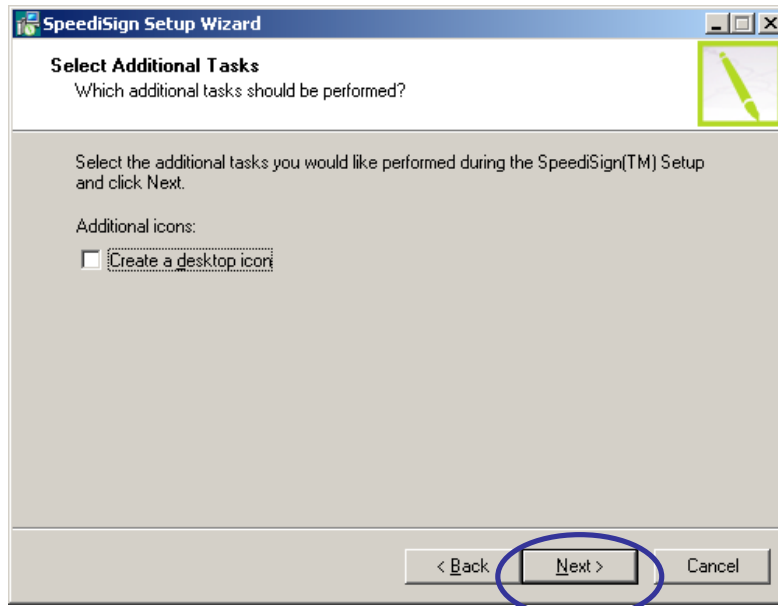 SpeediSign Setup Wizard
Select Additional Tasks
Which additional tasks should be performed?
Select the additional tasks you would like performed during the SpeediSign(TM) Setup
and click Next.
Additional icons:
Create a desktop icon
< Back
Next >
Cancel